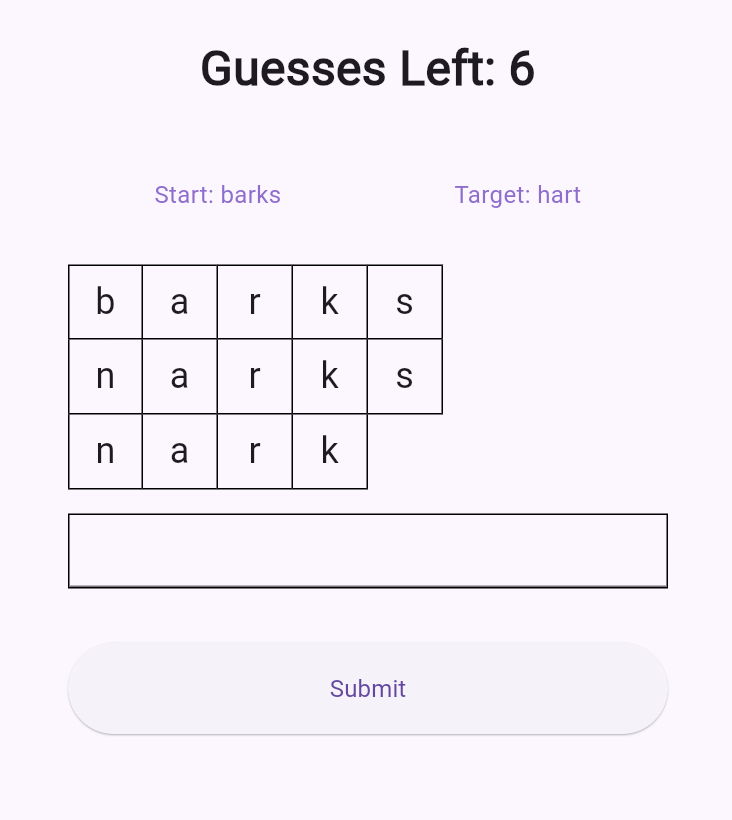 Guesses Left: 6
Start: barks Target: hart
b a r k s
n a r k s
n a r k
Submit